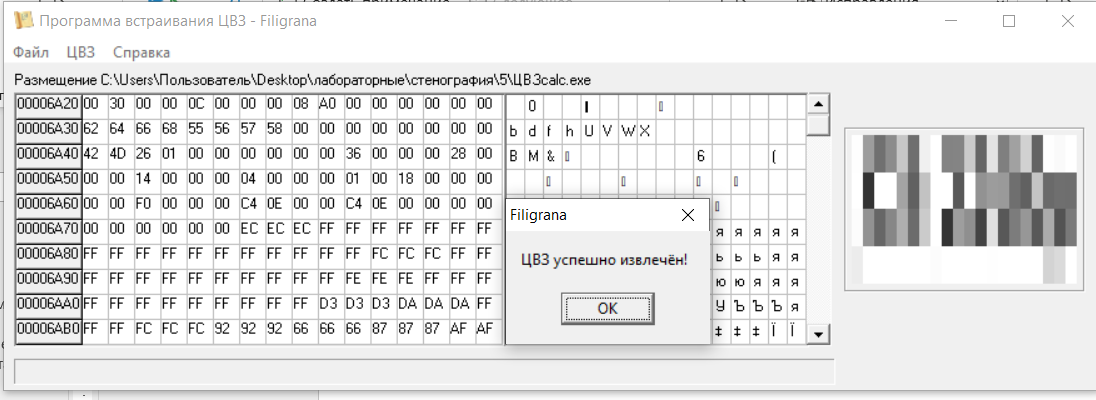 Программа встраивания ЦВЗ - Filigrana
Файл ЦВЗ Справка
Размещение C:\Users\Пользователь\Desktop\лабораторные\стенография\5\ЦВЗcalc.exe
00006A20 00 30 00 00 0C 00 00 00 08 A0 00 00 00 00 00 00 0
00006A30 62 64 66 68 55 56 57 58 00 00 00 00 00 00 00 00 b d f h U V W X
00006A40 42 4D 26 01 00 00 00 00 00 00 36 00 00 00 28 00 B M & 6 (
00006A50 00 00 14 00 00 00 04 00 00 00 01 00 18 00 00 00
00006A60 00 00 F0 00 00 00 C4 0E 00 00 C4 0E 00 00 00 00
00006A70 00 00 00 00 00 00 EC EC EC FF FF FF FF FF FF FF я я я я я
00006A80 FF FF FF FF FF FF FF FF FF FF FF FC FC FC FF FF ь ь ь я я
00006A90 FF FF FF FF FF FF FF FF FF FF FE FE FE FF FF FF ю ю я я я
00006AA0 FF FF FF FF FF FF FF FF FF D3 D3 D3 DA DA DA FF У Ъ Ъ Ъ я
00006AB0 FF FF FC FC FC 92 92 92 66 66 66 87 87 87 AF AF ‡ ‡ ‡ Ї Ї
Filigrana
ЦВЗ успешно извлечён!
OK